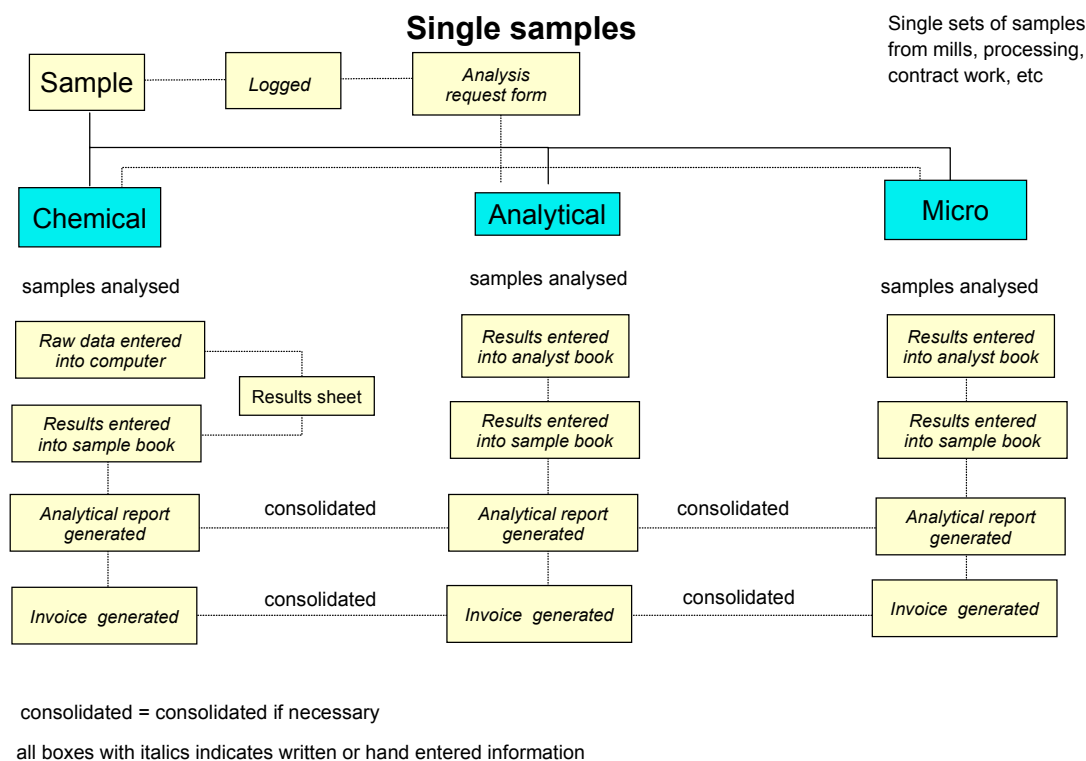 Single samples
Single sets of samples
from mills, processing,
contract work, etc
Sample
Logged
Analysis
request form
Chemical
Analytical
Micro
samples analysed
samples analysed
samples analysed
Raw data entered
into computer
Results sheet
Results entered
into sample book
Results entered
into analyst book
Results entered
into sample book
Results entered
into analyst book
Results entered
into sample book
Analytical report
generated
consolidated
Analytical report
generated
consolidated
Analytical report
generated
Invoice generated
consolidated
Invoice generated
consolidated
Invoice generated
consolidated = consolidated if necessary
all boxes with italics indicates written or hand entered information